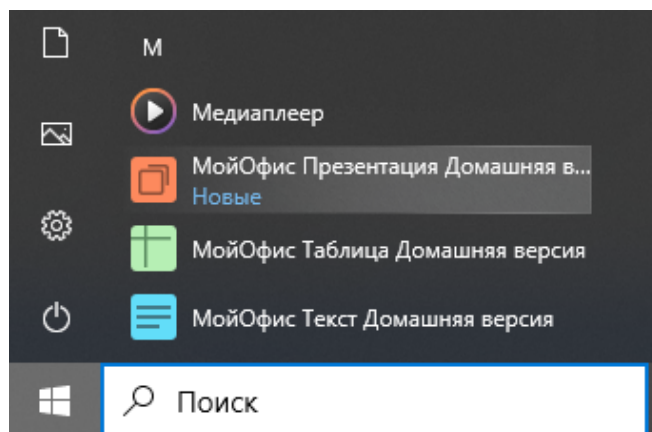 М
Медиаплеер
МойОфис Презентация Домашняя в...
Новые
МойОфис Таблица Домашняя версия
МойОфис Текст Домашняя версия
Поиск